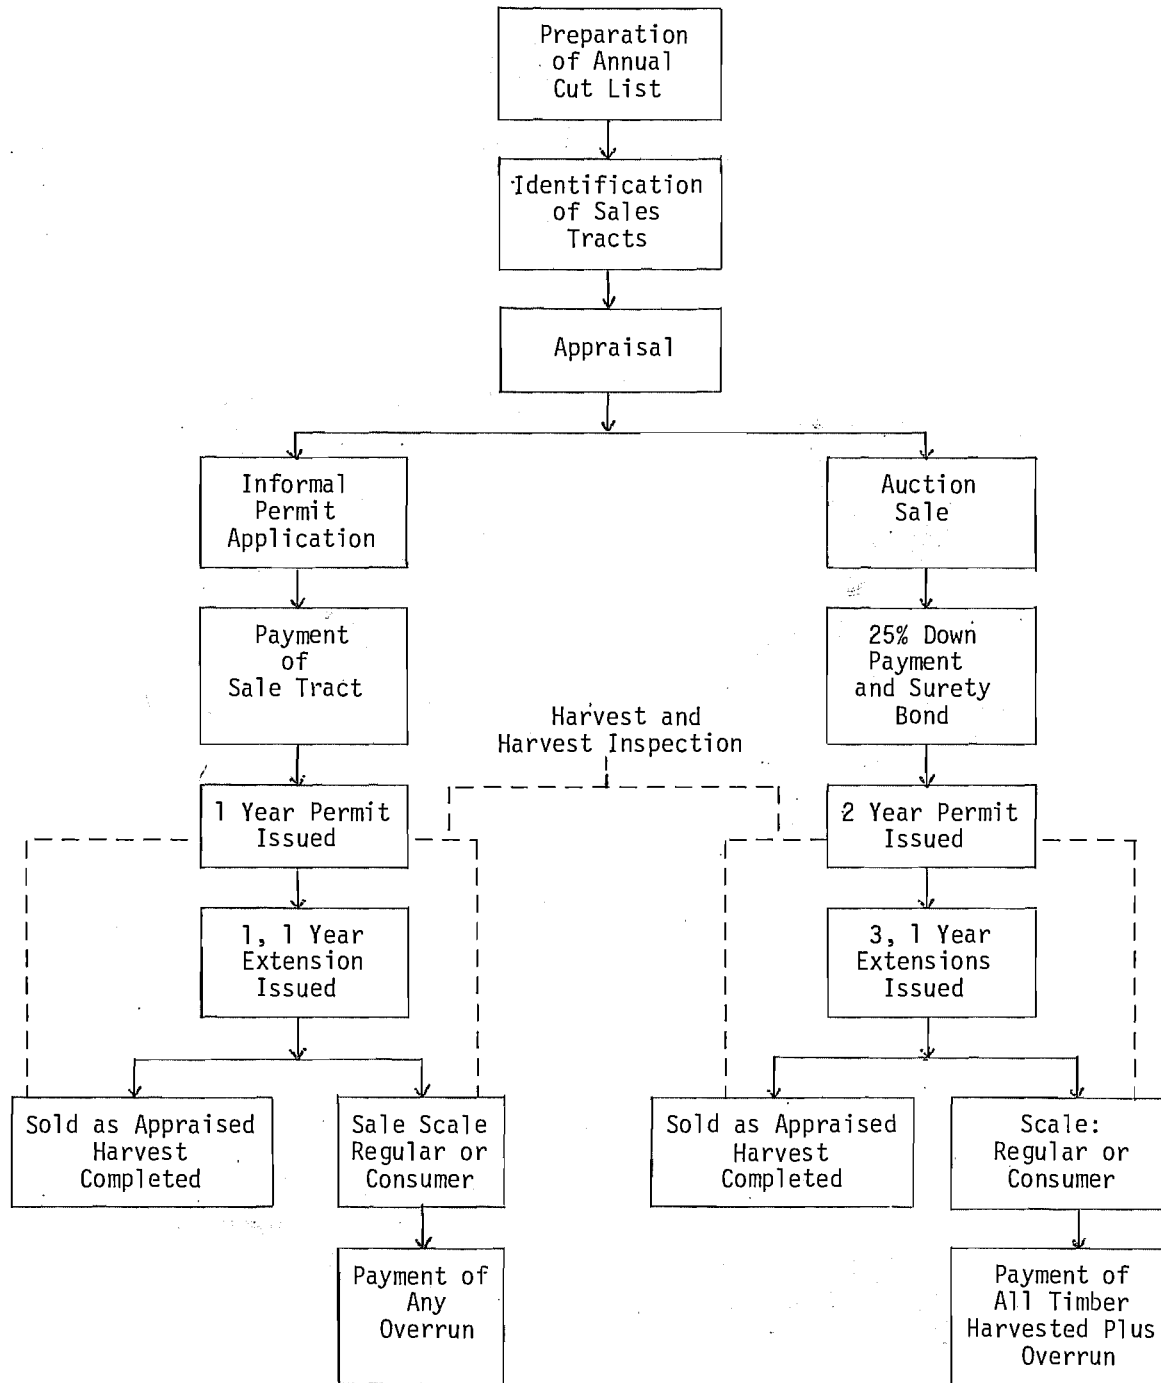 Preparation
of Annual
Cut List
Identification
of Sales
Tracts
Appraisal
Informal
Permit
Application
Auction
Sale
Payment
of
Sale Tract
25% Down
Payment
and Surety
Bond
Harvest and
Harvest Inspection
1 Year Permit
Issued
2 Year Permit
Issued
1, 1 Year
Extension
Issued
3, 1 Year
Extensions
Issued
Sold as Appraised
Harvest
Completed
Sale Scale
Regular or
Consumer
Sold as Appraised
Harvest
Completed
Scale:
Regular or
Consumer
Payment of
Any
Overrun
Payment of
All Timber
Harvested Plus
Overrun